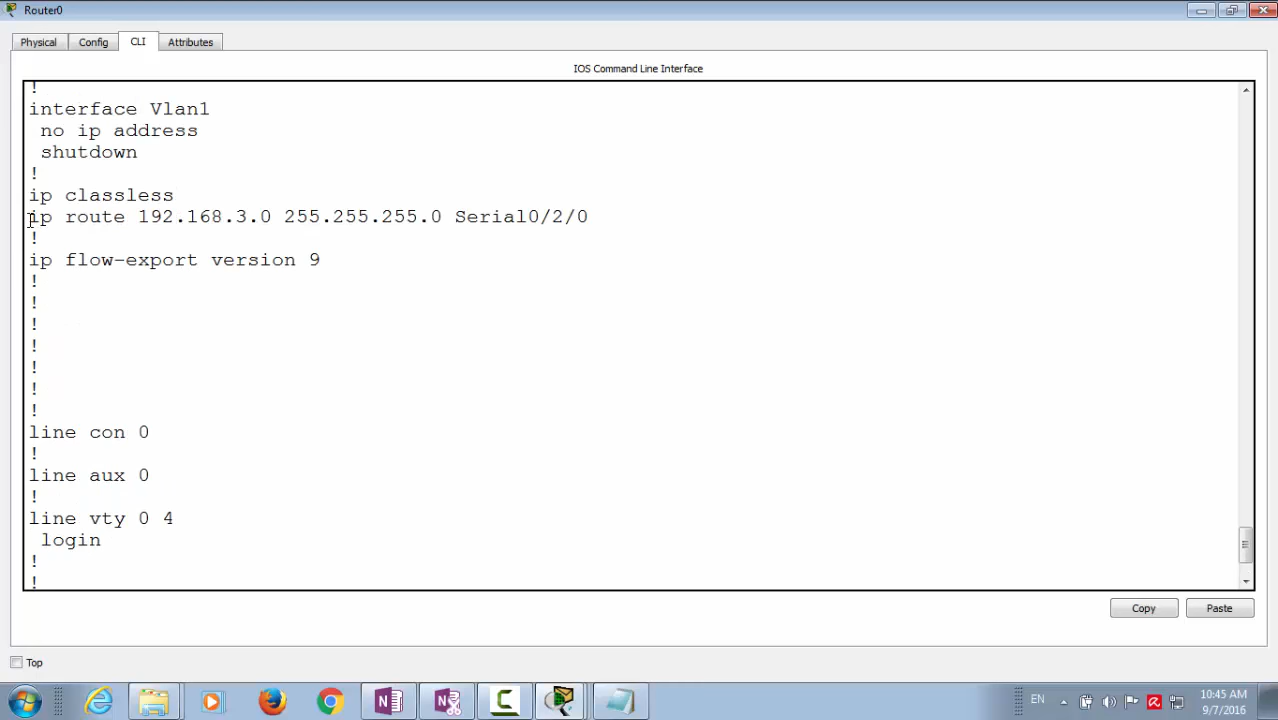 Router0
Physical Config CLI Attributes
IOS Command Line Interface
!
interface Vlan1
 no ip address
 shutdown
!
ip classless
ip route 192.168.3.0 255.255.255.0 Serial0/2/0
!
ip flow-export version 9
!
!
!
!
!
!
!
line con 0
!
line aux 0
!
line vty 0 4
 login
!
!
Copy Paste
Top
EN 10:45 AM
9/7/2016